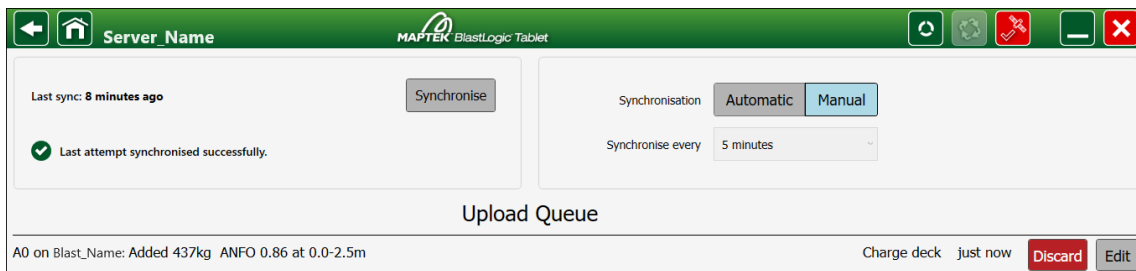 Server_Name
MAPTEK BlastLogic Tablet
Last sync: 8 minutes ago
Synchronise
Last attempt synchronised successfully.
Synchronisation Automatic Manual
Synchronise every 5 minutes
Upload Queue
A0 on Blast_Name: Added 437kg ANFO 0.86 at 0.0-2.5m Charge deck just now Discard Edit